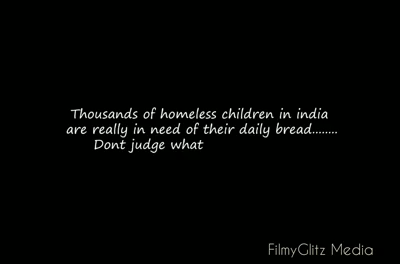 Thousands of homeless children in india
are really in need of their daily bread........
Dont judge what
FilmyGlitz Media